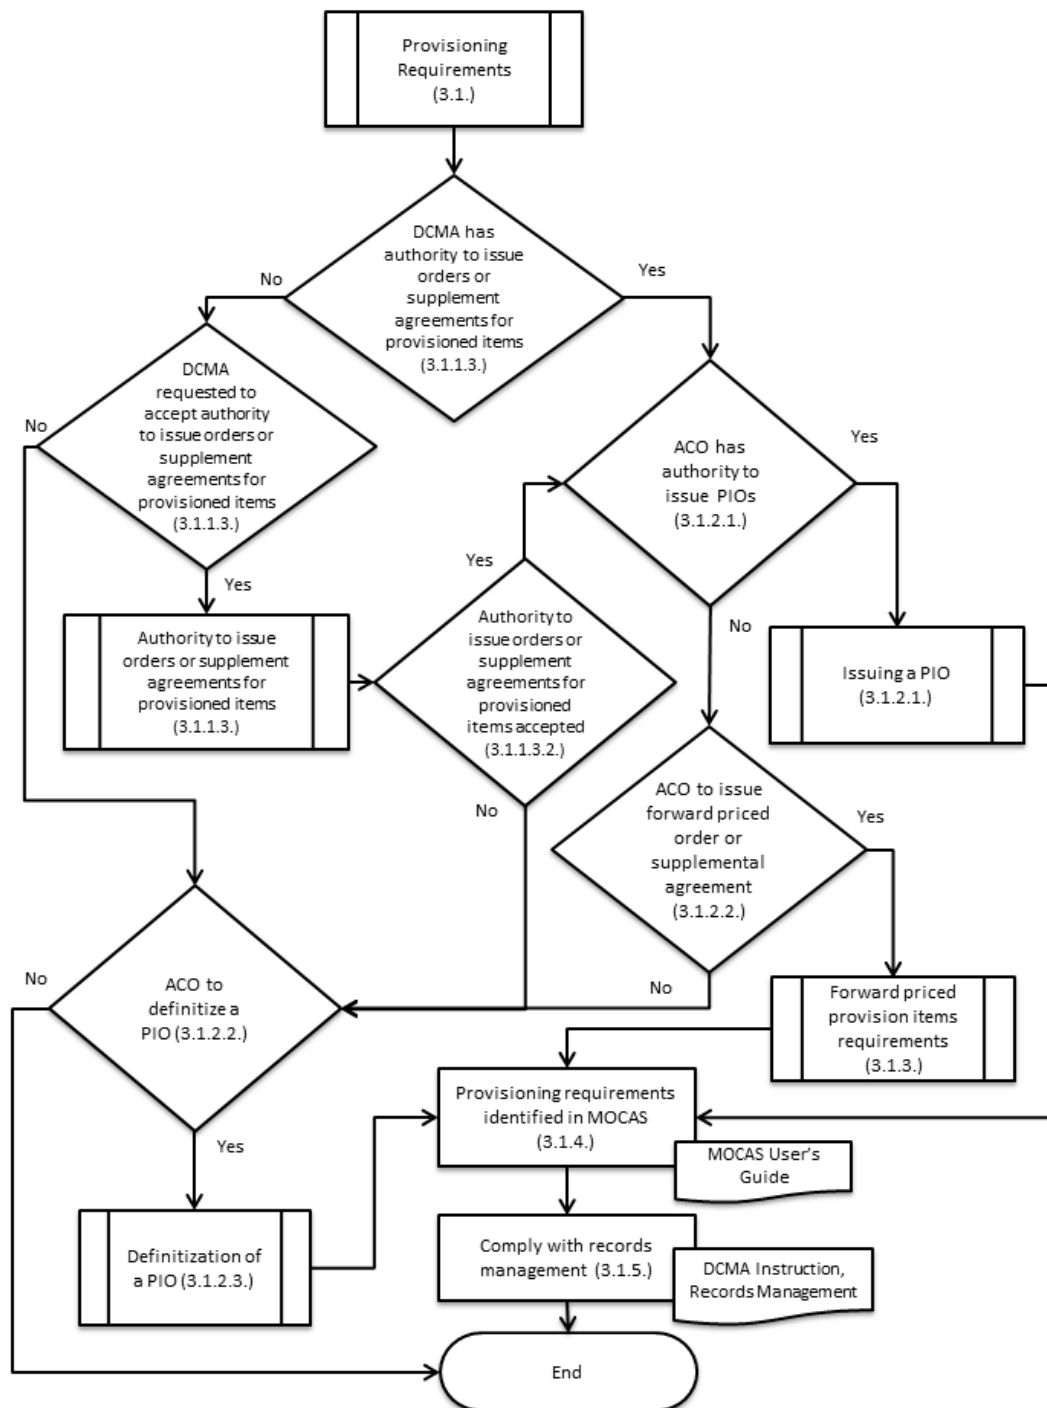 Provisioning
Requirements
(3.1.)
DCMA has
authority to issue
orders or
supplement
agreements for
provisioned items
(3.1.1.3.)
No
Yes
DCMA
requested to
accept authority
to issue orders or
supplement
agreements for
provisioned items
(3.1.1.3.)
No
Yes
ACO has
authority to
issue PIOs
(3.1.2.1.)
Yes
No
Authority to issue
orders or supplement
agreements for
provisioned items
(3.1.1.3.)
Authority to
issue orders or
supplement
agreements for
provisioned
items accepted
(3.1.1.3.2.)
Yes
No
Issuing a PIO
(3.1.2.1.)
ACO to issue
forward priced
order or
supplemental
agreement
(3.1.2.2.)
Yes
No
ACO to
definitize a
PIO (3.1.2.2.)
No
Yes
Forward priced
provision items
requirements
(3.1.3.)
Provisioning requirements
identified in MOCAS
(3.1.4.)
MOCAS User's
Guide
Definitization of
a PIO (3.1.2.3.)
Comply with records
management (3.1.5.)
DCMA Instruction,
Records Management
End